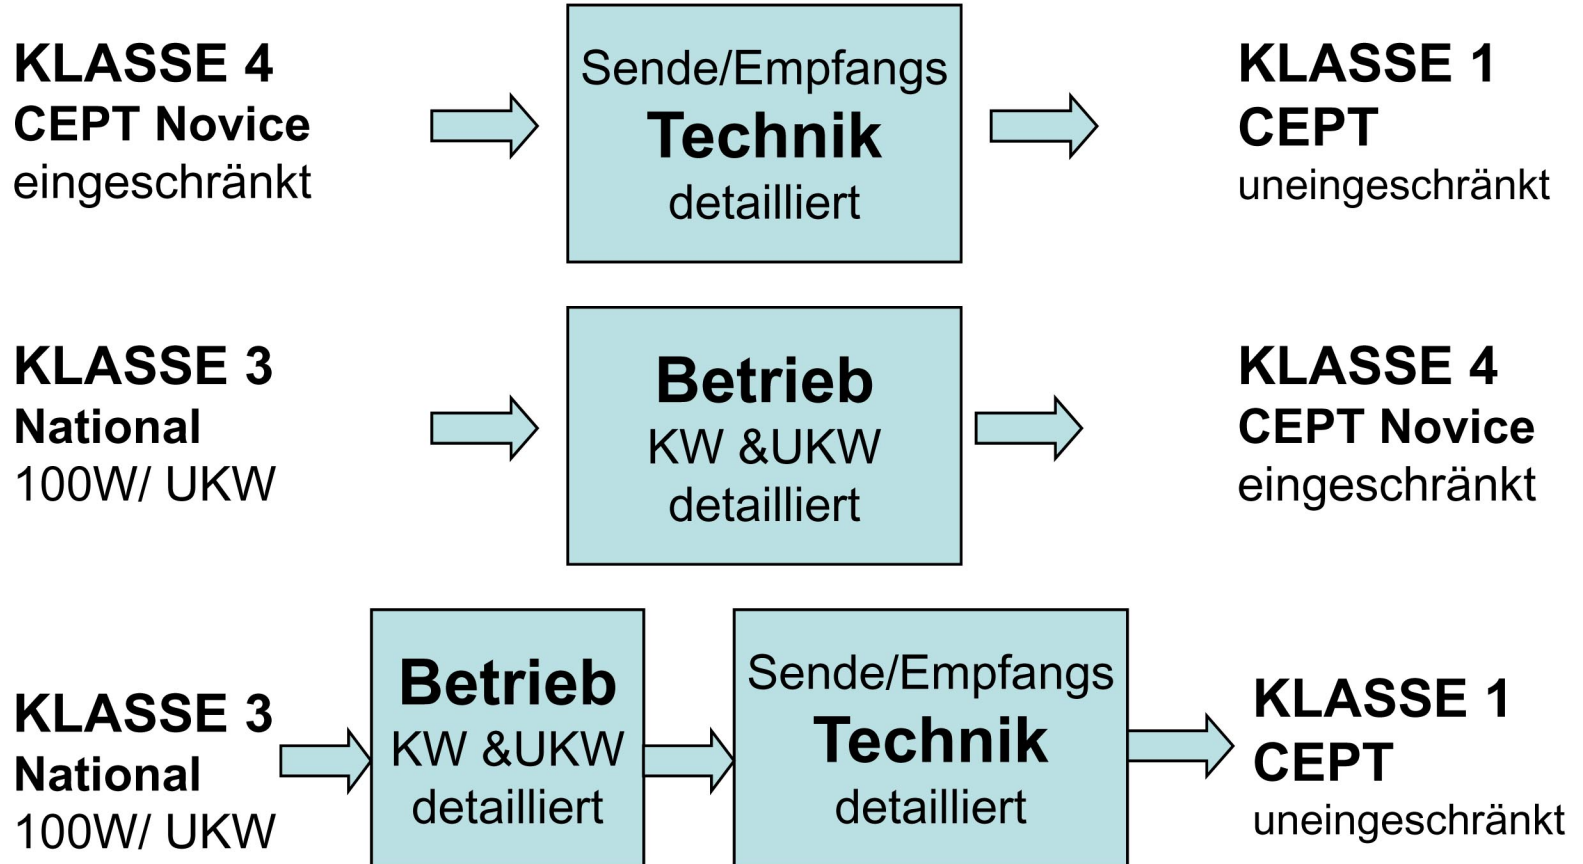 KLASSE 4
CEPT Novice
eingeschränkt
Sende/Empfangs
Technik
detailliert
KLASSE 1
CEPT
uneingeschränkt
KLASSE 3
National
100W/ UKW
Betrieb
KW &UKW
detailliert
KLASSE 4
CEPT Novice
eingeschränkt
KLASSE 3
National
100W/ UKW
Betrieb
KW &UKW
detailliert
Sende/Empfangs
Technik
detailliert
KLASSE 1
CEPT
uneingeschränkt